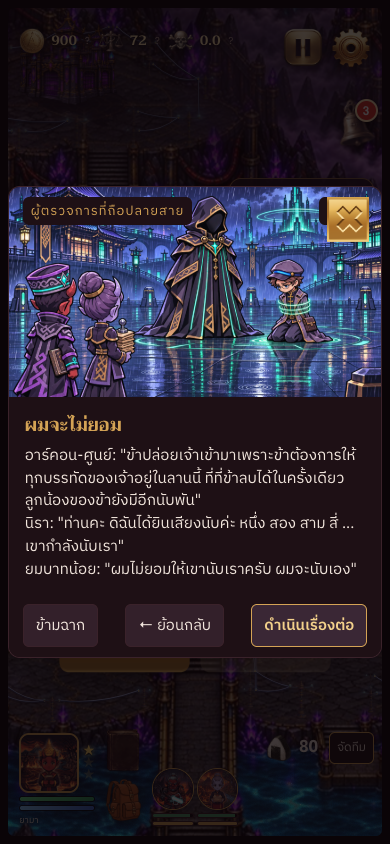 900 ?
72 ?
0.0 ?
3
ผู้ตรวจการที่ถือปลายสาย
ผมจะไม่ยอม
อาร์คอน-ศูนย์: "ข้าปล่อยเจ้าเข้ามาเพราะข้าต้องการให้
ทุกบรรทัดของเจ้าอยู่ในลานนี้ ที่ที่ข้าลบได้ในครั้งเดียว
ลูกน้องของข้ายังมีอีกนับพัน"
นิรา: "ท่านคะ ดิฉันได้ยินเสียงนับค่ะ หนึ่ง สอง สาม สี่ ...
เขากำลังนับเรา"
ยมบาทน้อย: "ผมไม่ยอมให้เขานับเราครับ ผมจะนับเอง"
ข้ามฉาก
← ย้อนกลับ
ดำเนินเรื่องต่อ
80
จัดทีม
ยามา